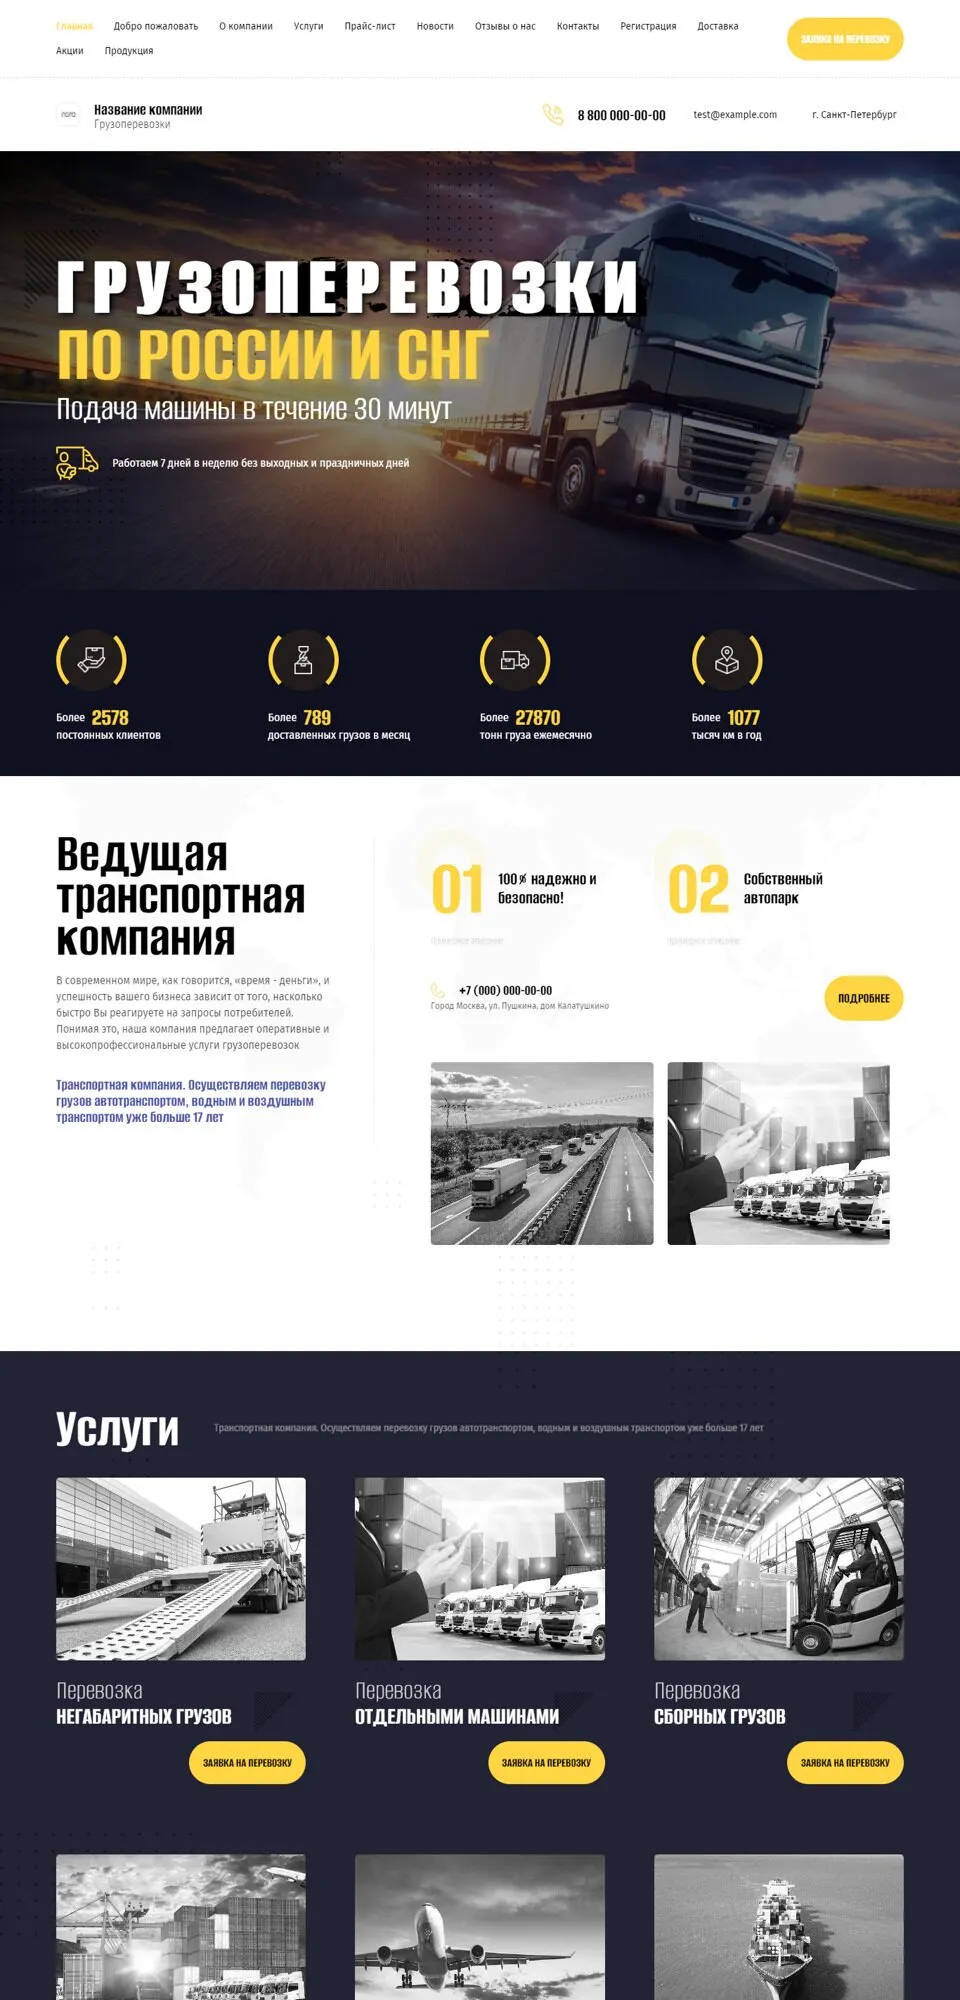 Главная Добро пожаловать О компании Услуги Прайс-лист Новости Отзывы о нас Контакты Регистрация Доставка
Акции Продукция
ЗАЯВКА НА ПЕРЕВОЗКУ
Название компании
Грузоперевозки
8 800 000-00-00
test@example.com
г. Санкт-Петербург
ГРУЗОПЕРЕВОЗКИ
ПО РОССИИ И СНГ
Подача машины в течение 30 минут
Работаем 7 дней в неделю без выходных и праздничных дней
Более 2578
постоянных клиентов
Более 789
доставленных грузов в месяц
Более 27870
тонн груза ежемесячно
Более 1077
тысяч км в год
Ведущая
транспортная
компания
В современном мире, как говорится, «время - деньги», и
успешность вашего бизнеса зависит от того, насколько
быстро Вы реагируете на запросы потребителей.
Понимая это, наша компания предлагает оперативные и
высокопрофессиональные услуги грузоперевозок
Транспортная компания. Осуществляем перевозку
грузов автотранспортом, водным и воздушным
транспортом уже больше 17 лет
01
100% надежно и
безопасно!
02
Собственный
автопарк
+7 (000) 000-00-00
Город Москва, ул. Пушкина, дом Калатушкино
ПОДРОБНЕЕ
Услуги
Транспортная компания. Осуществляем перевозку грузов автотранспортом, водным и воздушным транспортом уже больше 17 лет
Перевозка
НЕГАБАРИТНЫХ ГРУЗОВ
ЗАЯВКА НА ПЕРЕВОЗКУ
Перевозка
ОТДЕЛЬНЫМИ МАШИНАМИ
ЗАЯВКА НА ПЕРЕВОЗКУ
Перевозка
СБОРНЫХ ГРУЗОВ
ЗАЯВКА НА ПЕРЕВОЗКУ